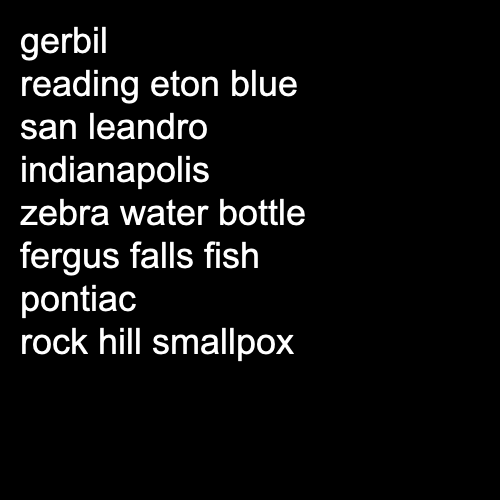 gerbil
reading eton blue
san leandro
indianapolis
zebra water bottle
fergus falls fish
pontiac
rock hill smallpox